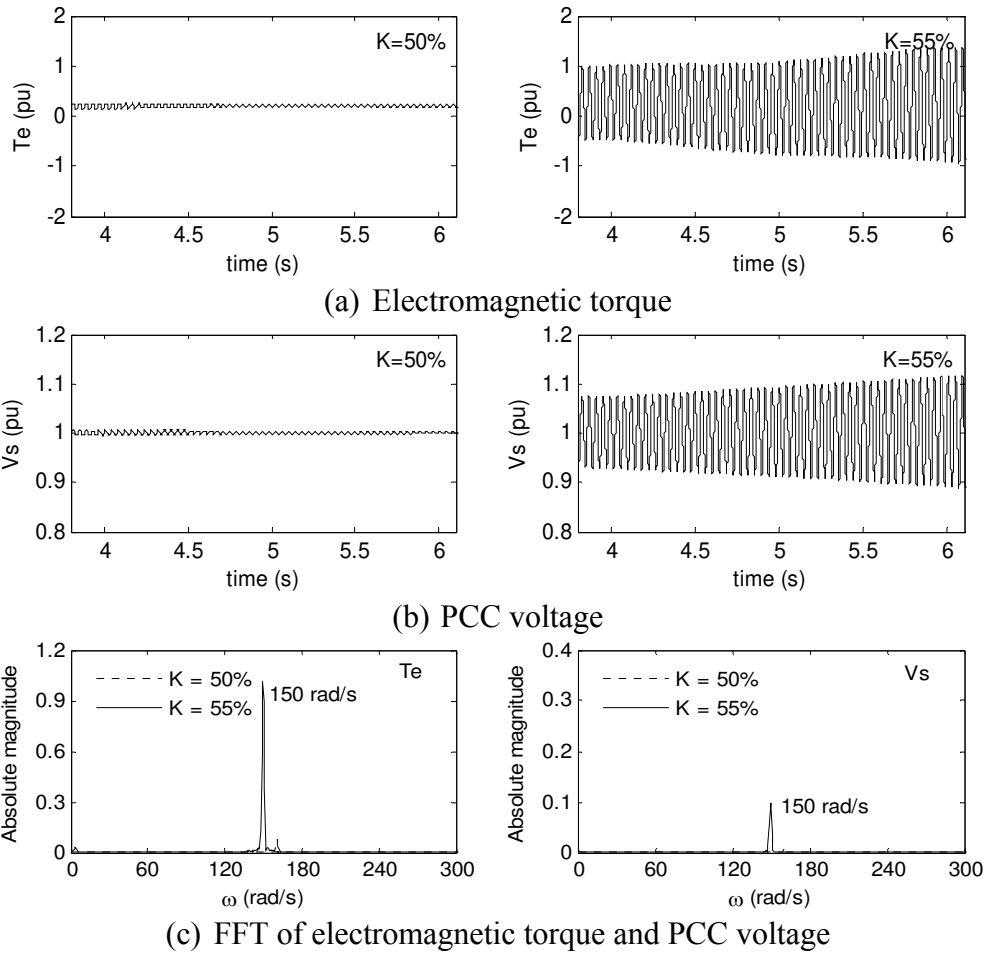 K=50%
2
1
0
-1
-2
Te (pu)
4 4.5 5 5.5 6
time (s)
K=55%
2
1
0
-1
-2
Te (pu)
4 4.5 5 5.5 6
time (s)
(a) Electromagnetic torque
K=50%
1.2
1.1
1
0.9
0.8
Vs (pu)
4 4.5 5 5.5 6
time (s)
K=55%
1.2
1.1
1
0.9
0.8
Vs (pu)
4 4.5 5 5.5 6
time (s)
(b) PCC voltage
Te
K = 50%
K = 55%
150 rad/s
1.2
0.9
0.6
0.3
0
Absolute magnitude
0 60 120 180 240 300
ω (rad/s)
Vs
K = 50%
K = 55%
150 rad/s
0.4
0.3
0.2
0.1
0
Absolute magnitude
0 60 120 180 240 300
ω (rad/s)
(c) FFT of electromagnetic torque and PCC voltage